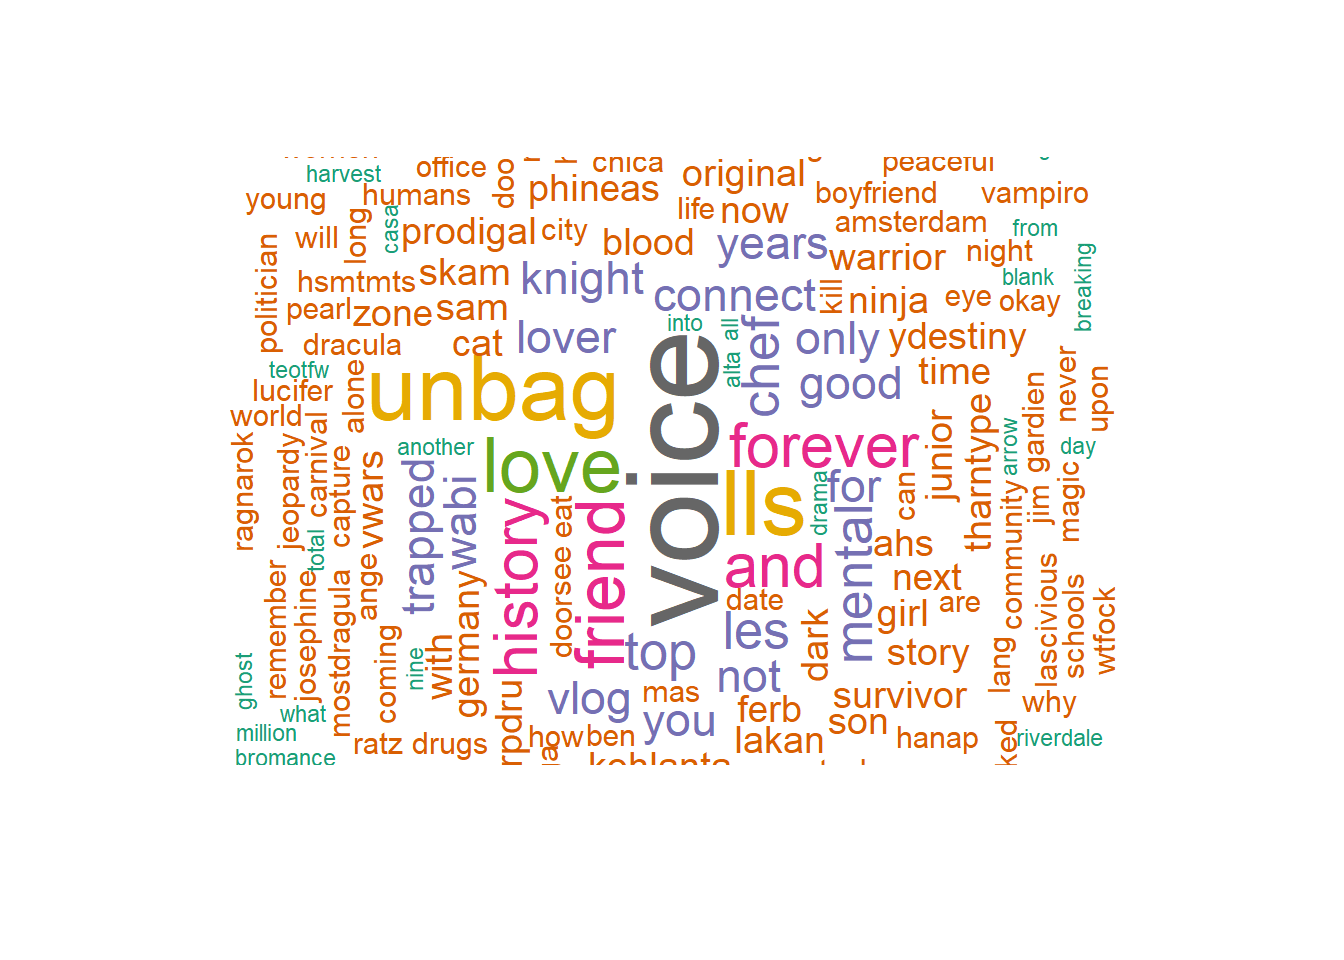 harvest
office
doo
chica
original
peaceful
young
humans
phineas
life
now
boyfriend
vampiro
amsterdam
from
politician
will
long
casa
prodigal
city
blood
years
warrior
night
blank
breaking
hsmtmts
skam
knight
connect
kill
ninja
eye
okay
pearl
zone
sam
into
all
chef
only
ydestiny
dracula
cat
lover
voice
alta
good
time
teotfw
lucifer
alone
unbag
never
upon
world
another
love
forever
junior
tharntype
arrow
gardien
day
ragnarok
jeopardy
carnival
capture
vwars
trapped
wabi
history
eat
friend
lls
drama
for
can
community
jim
magic
total
and
mental
ahs
remember
josephine
mostdragula
ange
germany
doorsee
date
next
girl
are
lascivious
schools
wtfock
ghost
coming
nine
with
top
les
not
dark
story
lang
what
vlog
mas
you
ferb
survivor
son
why
million
ratz
drugs
rpdru
how
ben
lakan
hanap
ked
riverdale
bromance
kohlanta